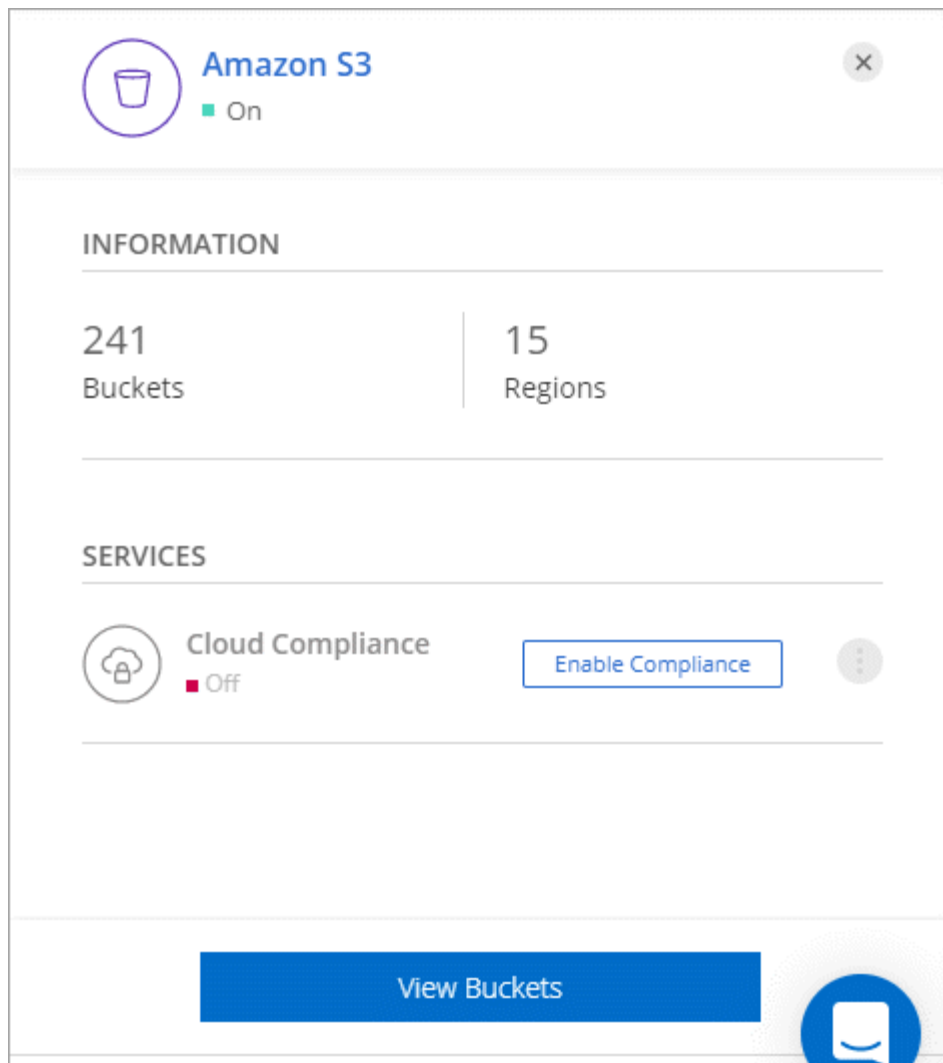 Amazon S3
On
INFORMATION
241
Buckets
15
Regions
SERVICES
Cloud Compliance
Off
Enable Compliance
View Buckets